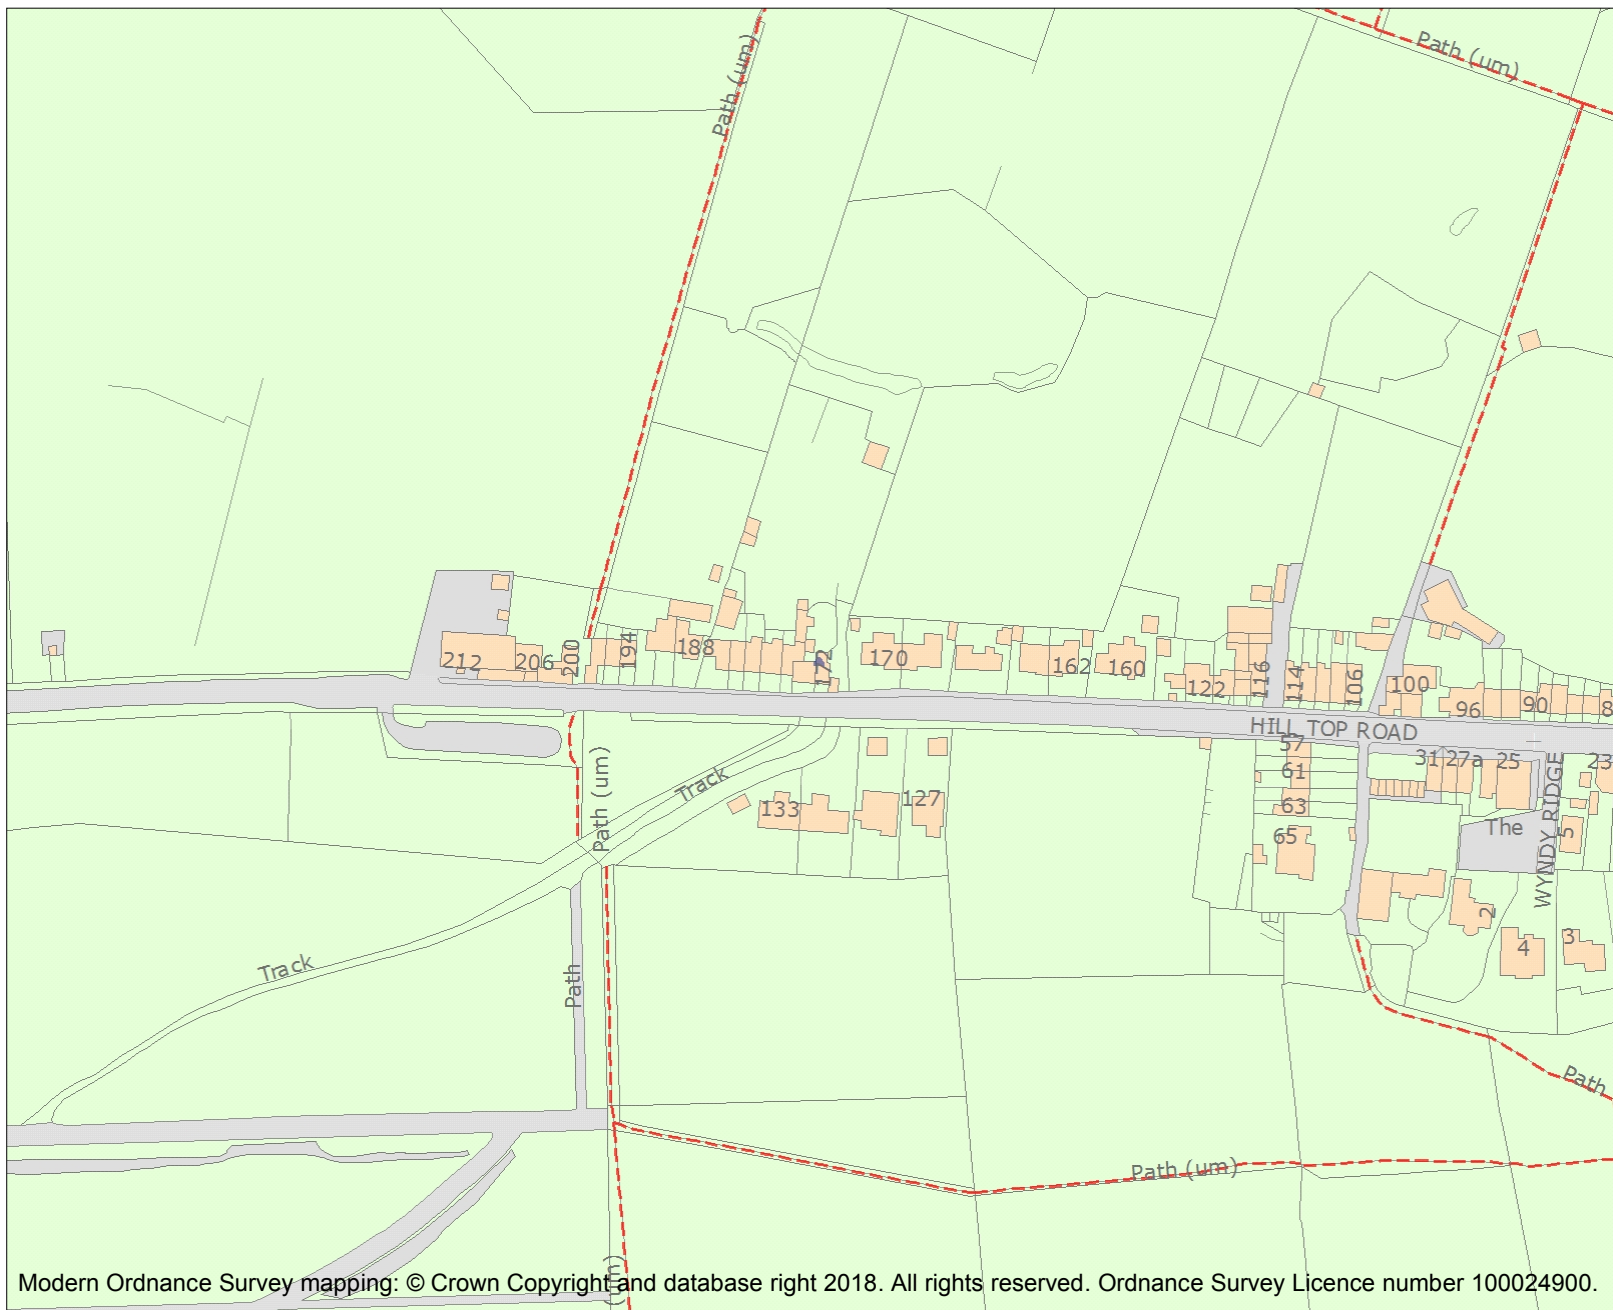 Path (um)
Path (um)
212
206
200
194
188
172
170
162
160
122
116
114
106
100
96
90
8
HILL TOP ROAD
57
61
63
65
31
27a
25
23
The
5
WYNDY RIDGE
2
4
3
Path (um)
Track
133
127
Track
Path
Path
Path (um)
(um)
Modern Ordnance Survey mapping: © Crown Copyright and database right 2018. All rights reserved. Ordnance Survey Licence number 100024900.